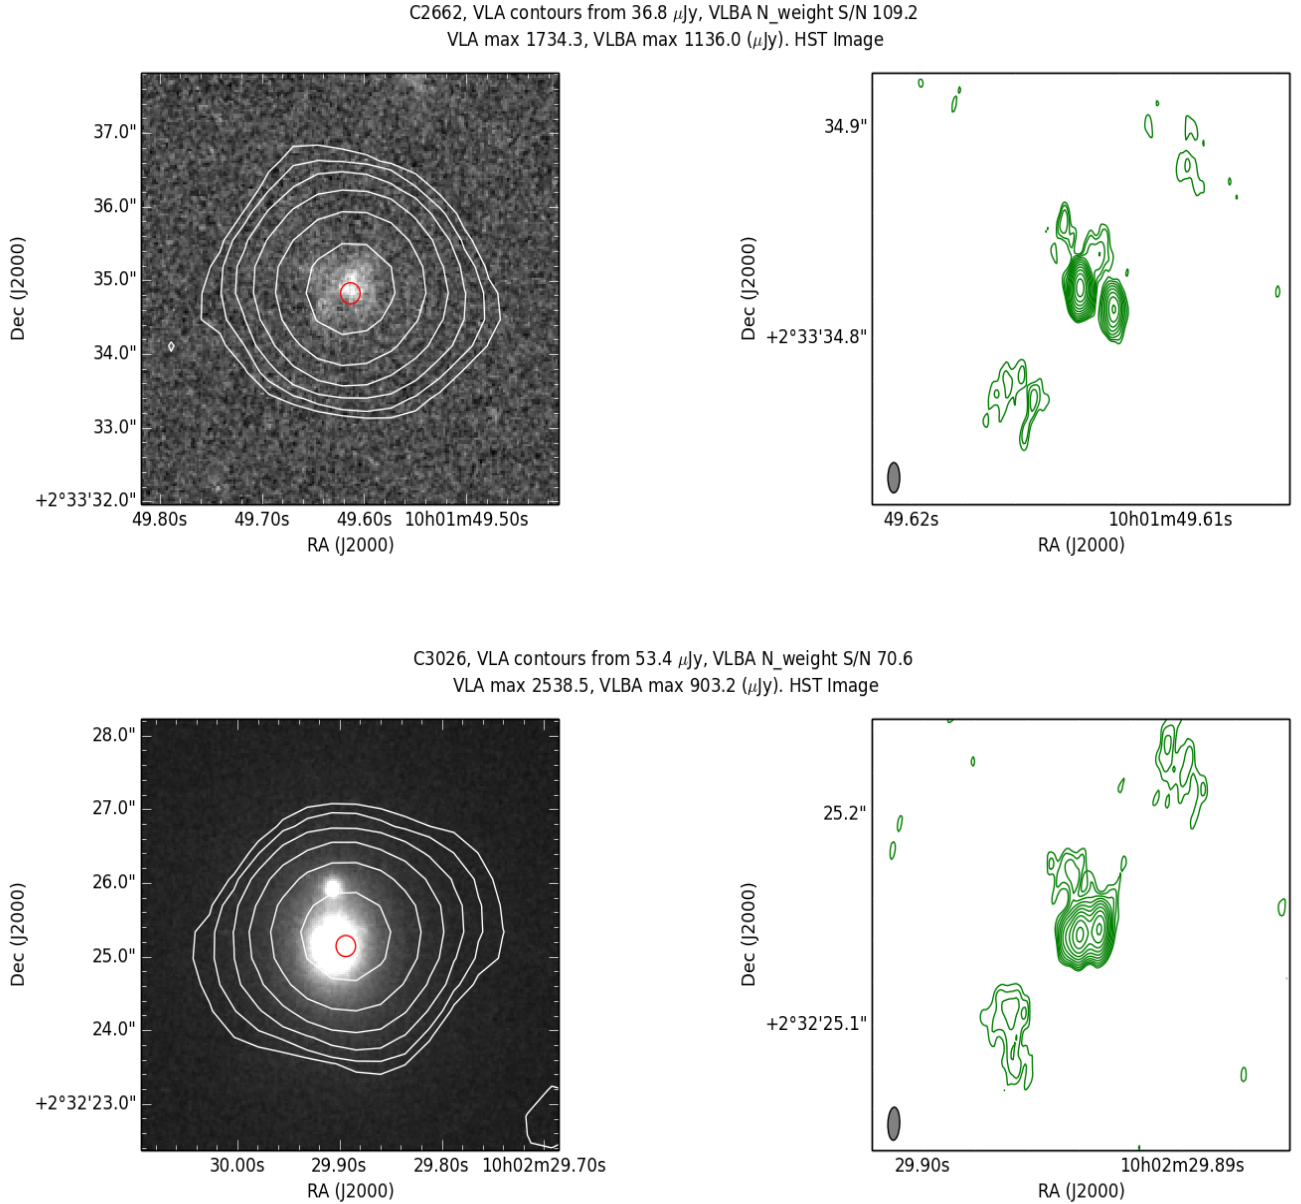 C2662, VLA contours from 36.8 μJy, VLBA N_weight S/N 109.2
VLA max 1734.3, VLBA max 1136.0 (μJy). HST Image
37.0"
36.0"
35.0"
34.0"
33.0"
+2°33'32.0"
Dec (J2000)
49.80s 49.70s 49.60s 10h01m49.50s
RA (J2000)
34.9"
+2°33'34.8"
Dec (J2000)
49.62s 10h01m49.61s
RA (J2000)
C3026, VLA contours from 53.4 μJy, VLBA N_weight S/N 70.6
VLA max 2538.5, VLBA max 903.2 (μJy). HST Image
28.0"
27.0"
26.0"
25.0"
24.0"
+2°32'23.0"
Dec (J2000)
30.00s 29.90s 29.80s 10h02m29.70s
RA (J2000)
25.2"
+2°32'25.1"
Dec (J2000)
29.90s 10h02m29.89s
RA (J2000)